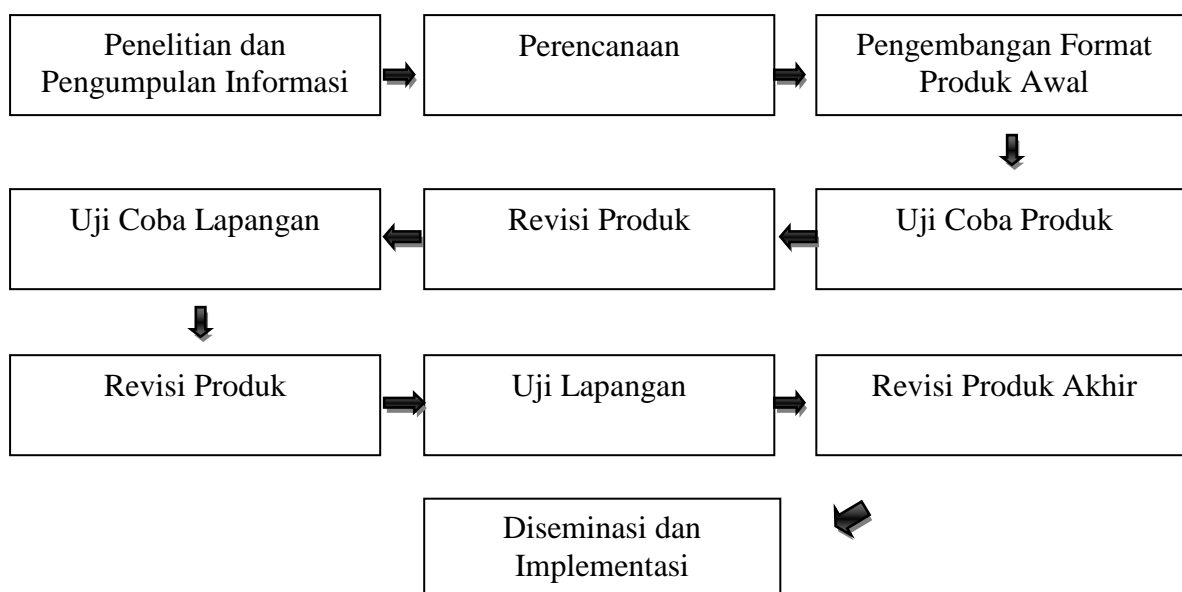 Penelitian dan
Pengumpulan Informasi
Perencanaan
Pengembangan Format
Produk Awal
Uji Coba Produk
Revisi Produk
Uji Coba Lapangan
Revisi Produk
Uji Lapangan
Revisi Produk Akhir
Diseminasi dan
Implementasi